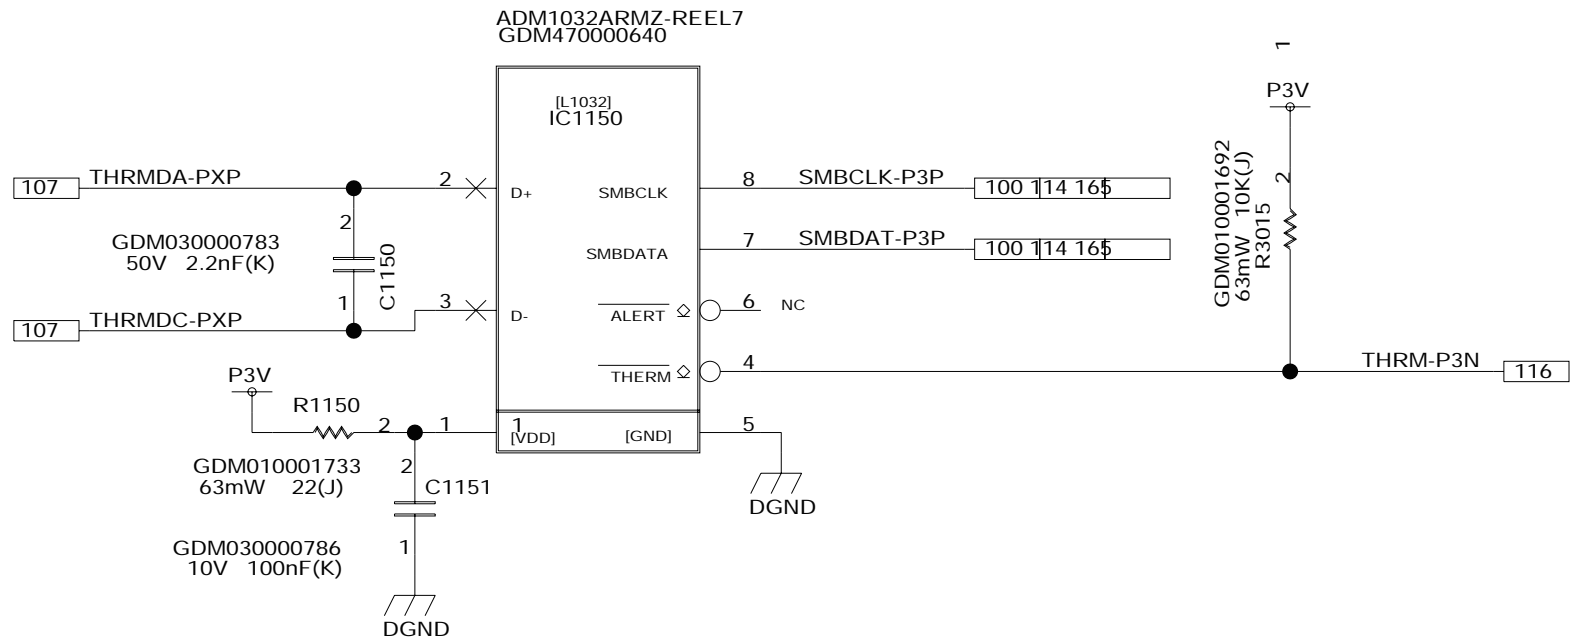 ADM1032ARMZ-REEL7
GDM470000640
1
P3V
[L1032]
IC1150
107
THRMDA-PXP
2
D+
SMBCLK
8
SMBCLK-P3P
100 114 165
GDM010001692
63mW 10K(J)
R3015
2
2
GDM030000783
50V 2.2nF(K)
C1150
SMBDATA
7
SMBDAT-P3P
100 114 165
1
3
D-
ALERT
6
NC
107
THRMDC-PXP
THERM
4
THRM-P3N
116
P3V
R1150
2
1
1
[VDD]
[GND]
5
GDM010001733
63mW 22(J)
2
C1151
DGND
GDM030000786
10V 100nF(K)
1
DGND